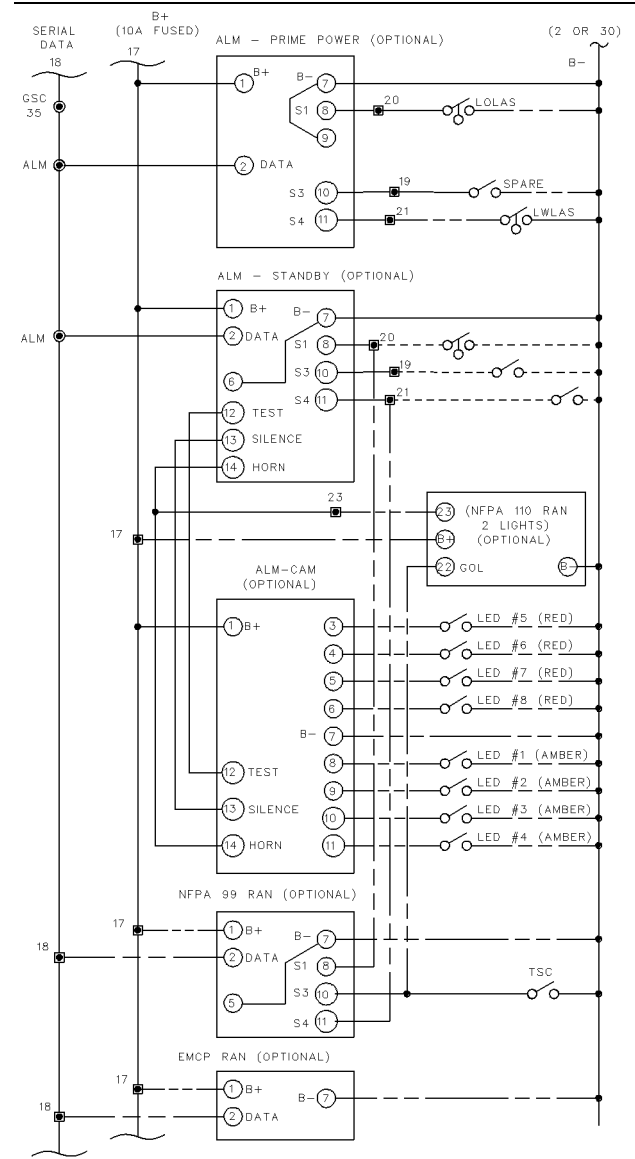 SERIAL DATA
18
B+
(10A FUSED)
17
(2 OR 30)
B-
GSC 35
ALM - PRIME POWER (OPTIONAL)
1 B+
B- 7
S1 8
20
LOLAS
9
ALM
2 DATA
S3 10
19
SPARE
S4 11
21
LWLAS
ALM - STANDBY (OPTIONAL)
1 B+
B- 7
ALM
2 DATA
S1 8
20
S3 10
19
6
S4 11
21
12 TEST
13 SILENCE
14 HORN
23
17
23 (NFPA 110 RAN
2 LIGHTS)
B+ (OPTIONAL)
22 GOL
B-
ALM-CAM
(OPTIONAL)
1 B+
3
LED #5 (RED)
4
LED #6 (RED)
5
LED #7 (RED)
6
LED #8 (RED)
B- 7
8
LED #1 (AMBER)
12 TEST
9
LED #2 (AMBER)
13 SILENCE
10
LED #3 (AMBER)
14 HORN
11
LED #4 (AMBER)
NFPA 99 RAN (OPTIONAL)
17
1 B+
B- 7
18
2 DATA
S1 8
5
S3 10
TSC
S4 11
EMCP RAN (OPTIONAL)
17
1 B+
B- 7
18
2 DATA